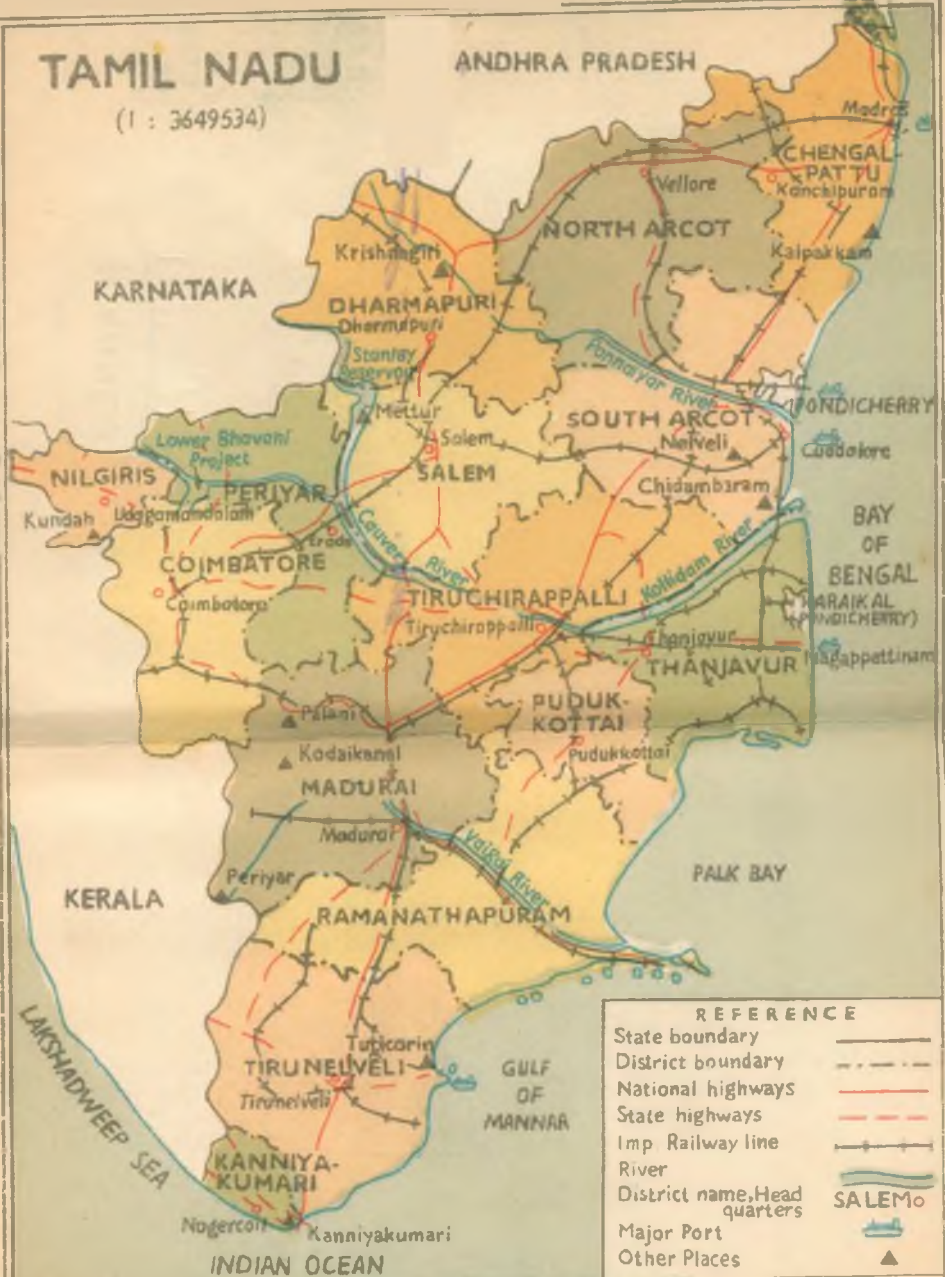 TAMIL NADU
(1 : 3649534)
ANDHRA PRADESH
Madras
CHENGAL-
PATTU
Kanchipuram
Vellore
NORTH ARCOT
Kalpakkam
Krishnagiri
KARNATAKA
DHARMAPURI
Dharmapuri
Stanley
Reservoir
Ponnaiyar River
Mettur
SOUTH ARCOT
PONDICHERRY
Lower Bhavani
Project
Salem
SALEM
Neiveli
Cuddalore
NILGIRIS
PERIYAR
Chidambaram
Kundah
Udagamandalam
Erode
Cauvery
River
Kollidam River
BAY
OF
BENGAL
COIMBATORE
Coimbatore
TIRUCHIRAPPALLI
Tiruchirappalli
KARAIKAL
(PONDICHERRY)
Thanjavur
THANJAVUR
Nagappattinam
PUDUK-
KOTTAI
Pudukkottai
Palani
Kodaikanal
MADURAI
Madurai
Vaigai River
PALK BAY
Periyar
KERALA
RAMANATHAPURAM
LAKSHADWEEP SEA
Tuticorin
TIRUNELVELI
Tirunelveli
GULF
OF
MANNAR
KANNIYA-
KUMARI
Nagercoil
Kanniyakumari
INDIAN OCEAN
REFERENCE
State boundary
District boundary
National highways
State highways
Imp Railway line
River
District name, Head
quarters
SALEM
Major Port
Other Places